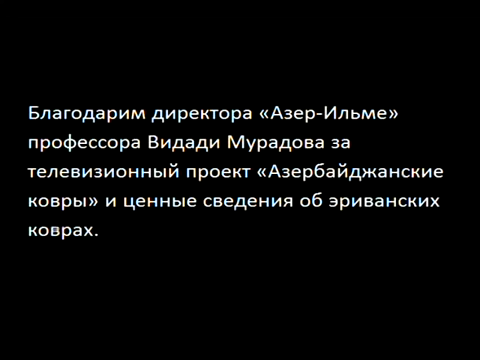 Благодарим директора «Азер-Ильме»
профессора Видади Мурадова за
телевизионный проект «Азербайджанские
ковры» и ценные сведения об эриванских
коврах.